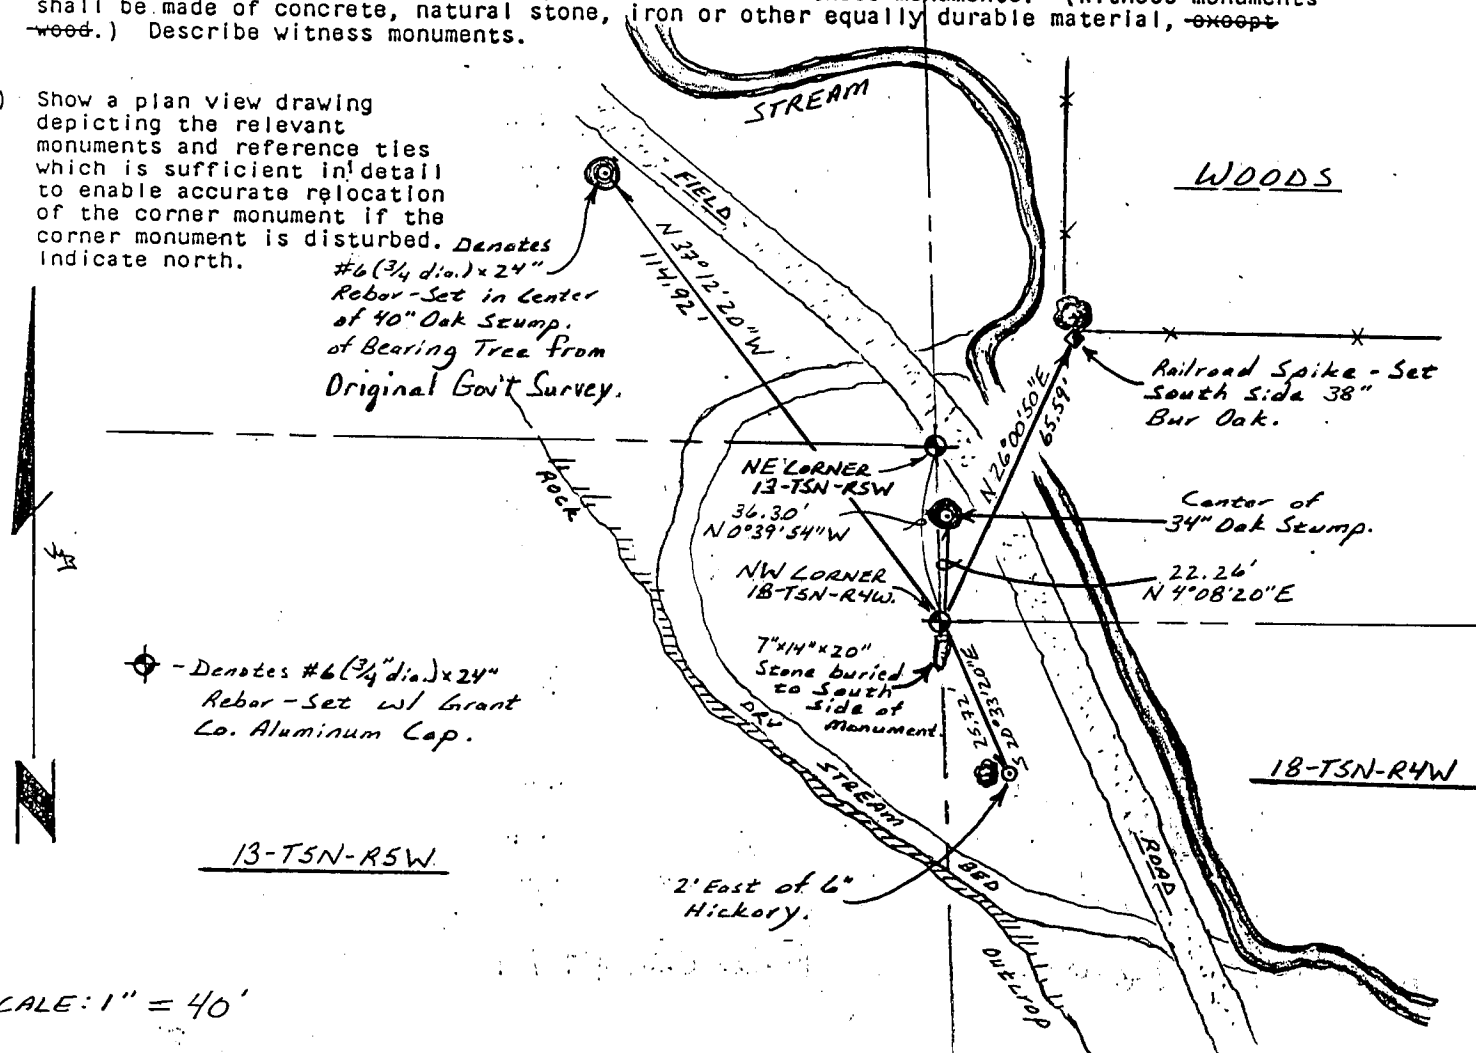 shall be made of concrete, natural stone, iron or other equally durable material, except
wood.) Describe witness monuments.
Show a plan view drawing
depicting the relevant
monuments and reference ties
which is sufficient in detail
to enable accurate relocation
of the corner monument if the
corner monument is disturbed.
Indicate north.
STREAM
WOODS
FIELD
Denotes
#6 (3/4 dia.) x 24"
Rebar - Set in Center
of 40" Oak Stump.
of Bearing Tree from
Original Gov't Survey.
N 37°12'20"W
114.92'
Railroad Spike - Set
South Side 38"
Bur Oak.
N 26°00'50"E
65.59'
ROCK
NE CORNER
13-T5N-R5W
36.30'
N 0°39'54"W
Center of
34" Oak Stump.
NW CORNER
18-T5N-R4W.
22.26'
N 4°08'20"E
7"x14"x20"
Stone buried
to South
side of
Monument.
S 20°33'20"E
25.72'
- Denotes #6 (3/4" dia.) x 24"
Rebar - Set w/ Grant
Co. Aluminum Cap.
DRY
STREAM
BED
18-T5N-R4W
13-T5N-R5W
ROAD
2' East of 6"
Hickory.
OUTCROP
N
SCALE: 1" = 40'